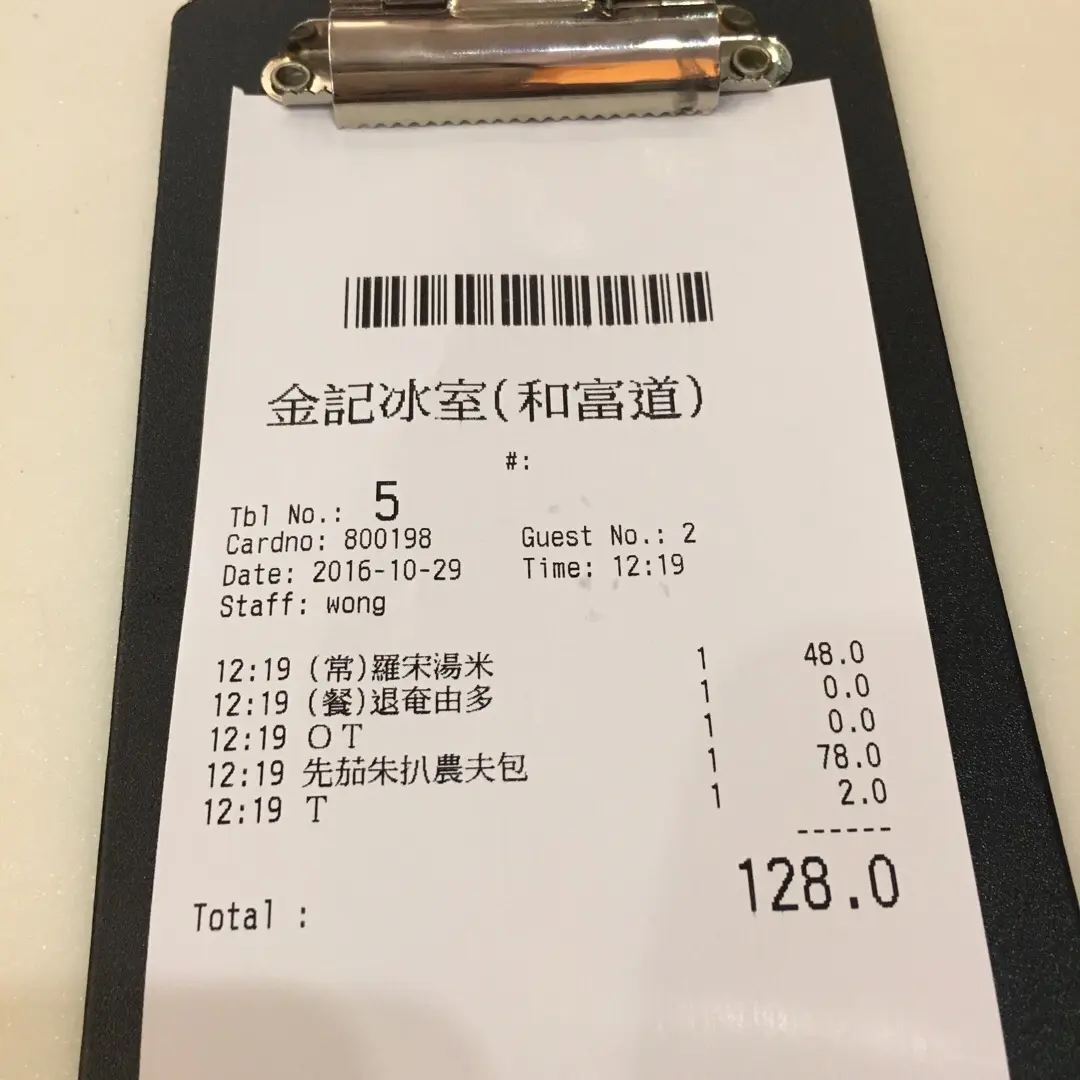 金記冰室(和富道)
#:
Tbl No.: 5
Cardno: 800198 Guest No.: 2
Date: 2016-10-29 Time: 12:19
Staff: wong
12:19 (常)羅宋湯米 1 48.0
12:19 (餐)退奄由多 1 0.0
12:19 OT 1 0.0
12:19 先茄朱扒農夫包 1 78.0
12:19 T 1 2.0
------
Total : 128.0